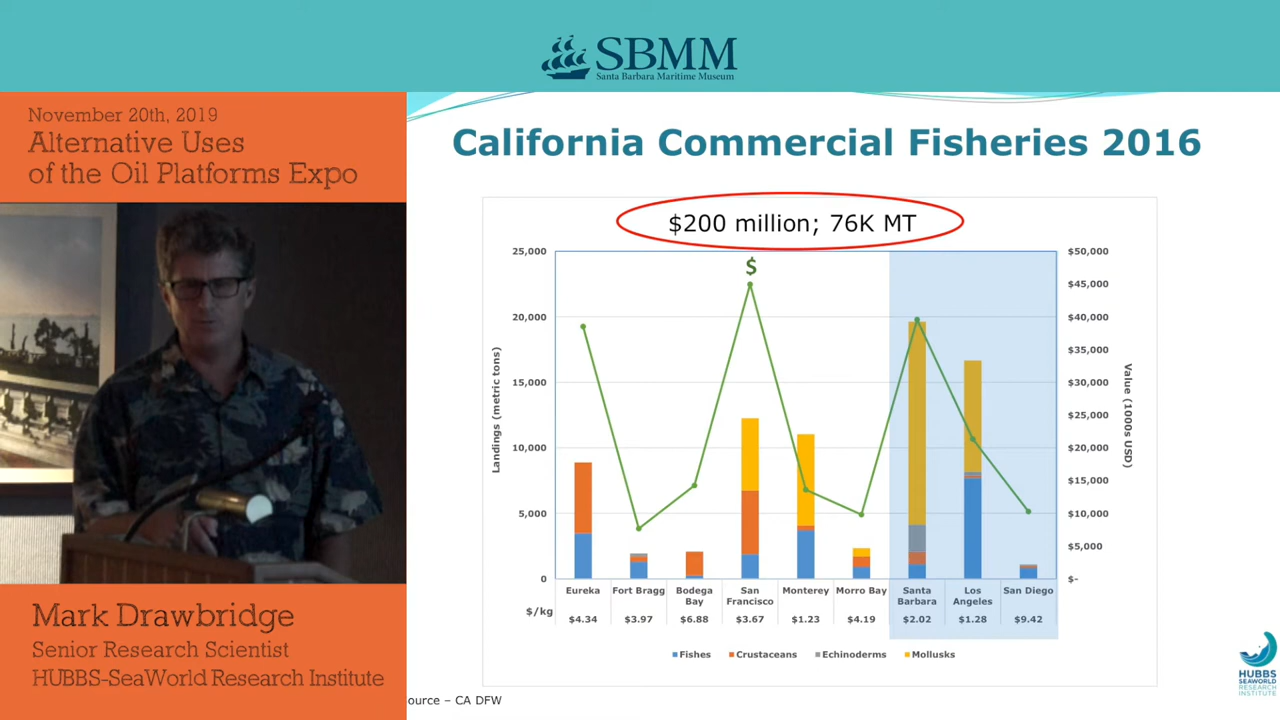 SBMM
Santa Barbara Maritime Museum
November 20th, 2019
Alternative Uses
of the Oil Platforms Expo
California Commercial Fisheries 2016
$200 million; 76K MT
$
25,000
20,000
15,000
10,000
5,000
0
Landings (metric tons)
$50,000
$45,000
$40,000
$35,000
$30,000
$25,000
$20,000
$15,000
$10,000
$5,000
$-
Value (1000s USD)
Eureka
Fort Bragg
Bodega
Bay
San
Francisco
Monterey
Morro Bay
Santa
Barbara
Los
Angeles
San Diego
$/kg
$4.34
$3.97
$6.88
$3.67
$1.23
$4.19
$2.02
$1.28
$9.42
Fishes
Crustaceans
Echinoderms
Mollusks
ource – CA DFW
Mark Drawbridge
Senior Research Scientist
HUBBS-SeaWorld Research Institute
HUBBS
SEAWORLD
RESEARCH
INSTITUTE